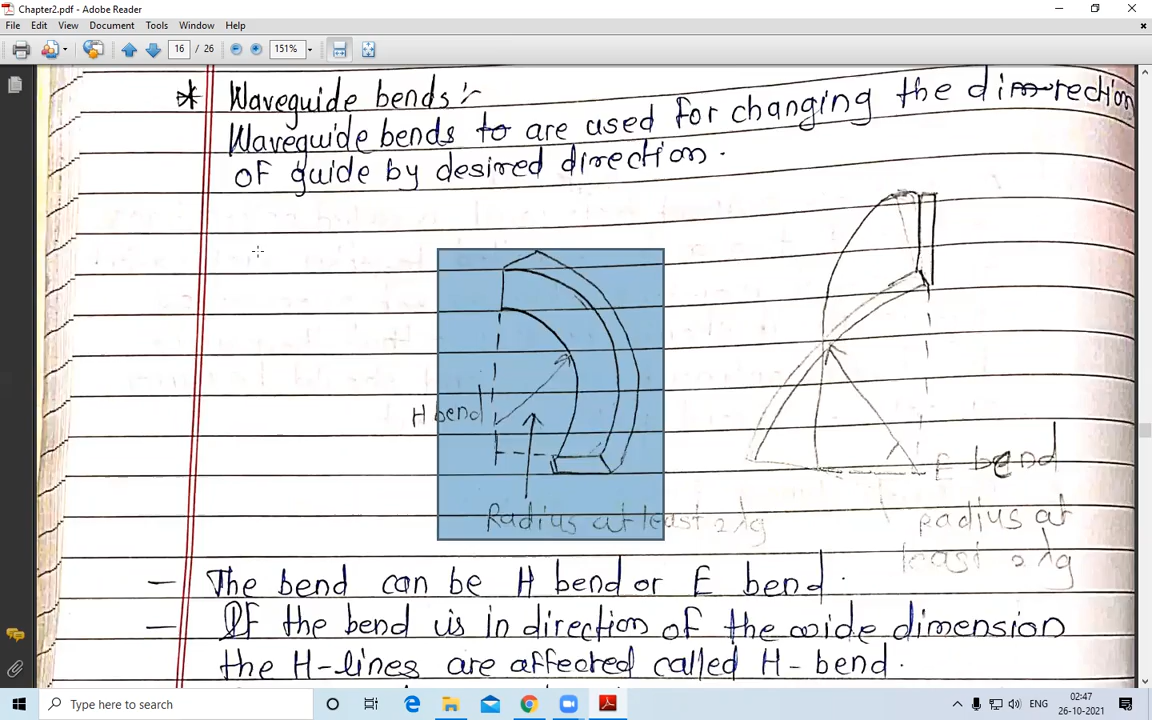 Chapter2.pdf - Adobe Reader
File Edit View Document Tools Window Help
16 / 26 151%
* Waveguide bends :-
Waveguide bends to are used for changing the direction
of guide by desired direction.
H bend
Radius at least 2λg
E bend
radius at
least 2λg
— The bend can be H bend or E bend.
— If the bend is in direction of the wide dimension
the H-lines are affected called H-bend.
Type here to search
ENG
02:47
26-10-2021